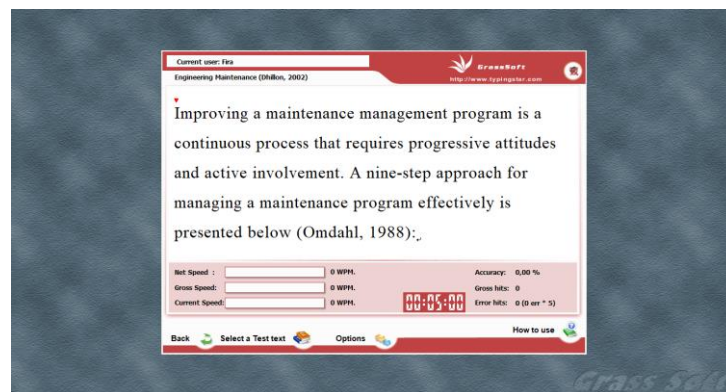 Current user: Fira
GrassSoft
Engineering Maintenance (Dhillon, 2002)
http://www.typingstar.com
Improving a maintenance management program is a
continuous process that requires progressive attitudes
and active involvement. A nine-step approach for
managing a maintenance program effectively is
presented below (Omdahl, 1988):
Net Speed : 0 WPM. Accuracy: 0,00 %
Gross Speed: 0 WPM. Gross hits: 0
Current Speed: 0 WPM. 00:05:00 Error hits: 0 (0 err * 5)
Back Select a Test text Options How to use
Grass Soft